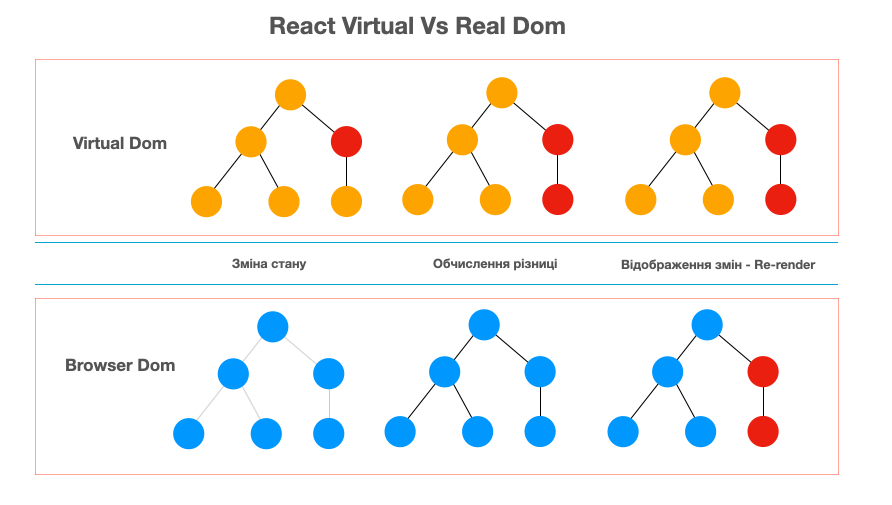 React Virtual Vs Real Dom
Virtual Dom
Зміна стану
Обчислення різниці
Відображення змін - Re-render
Browser Dom